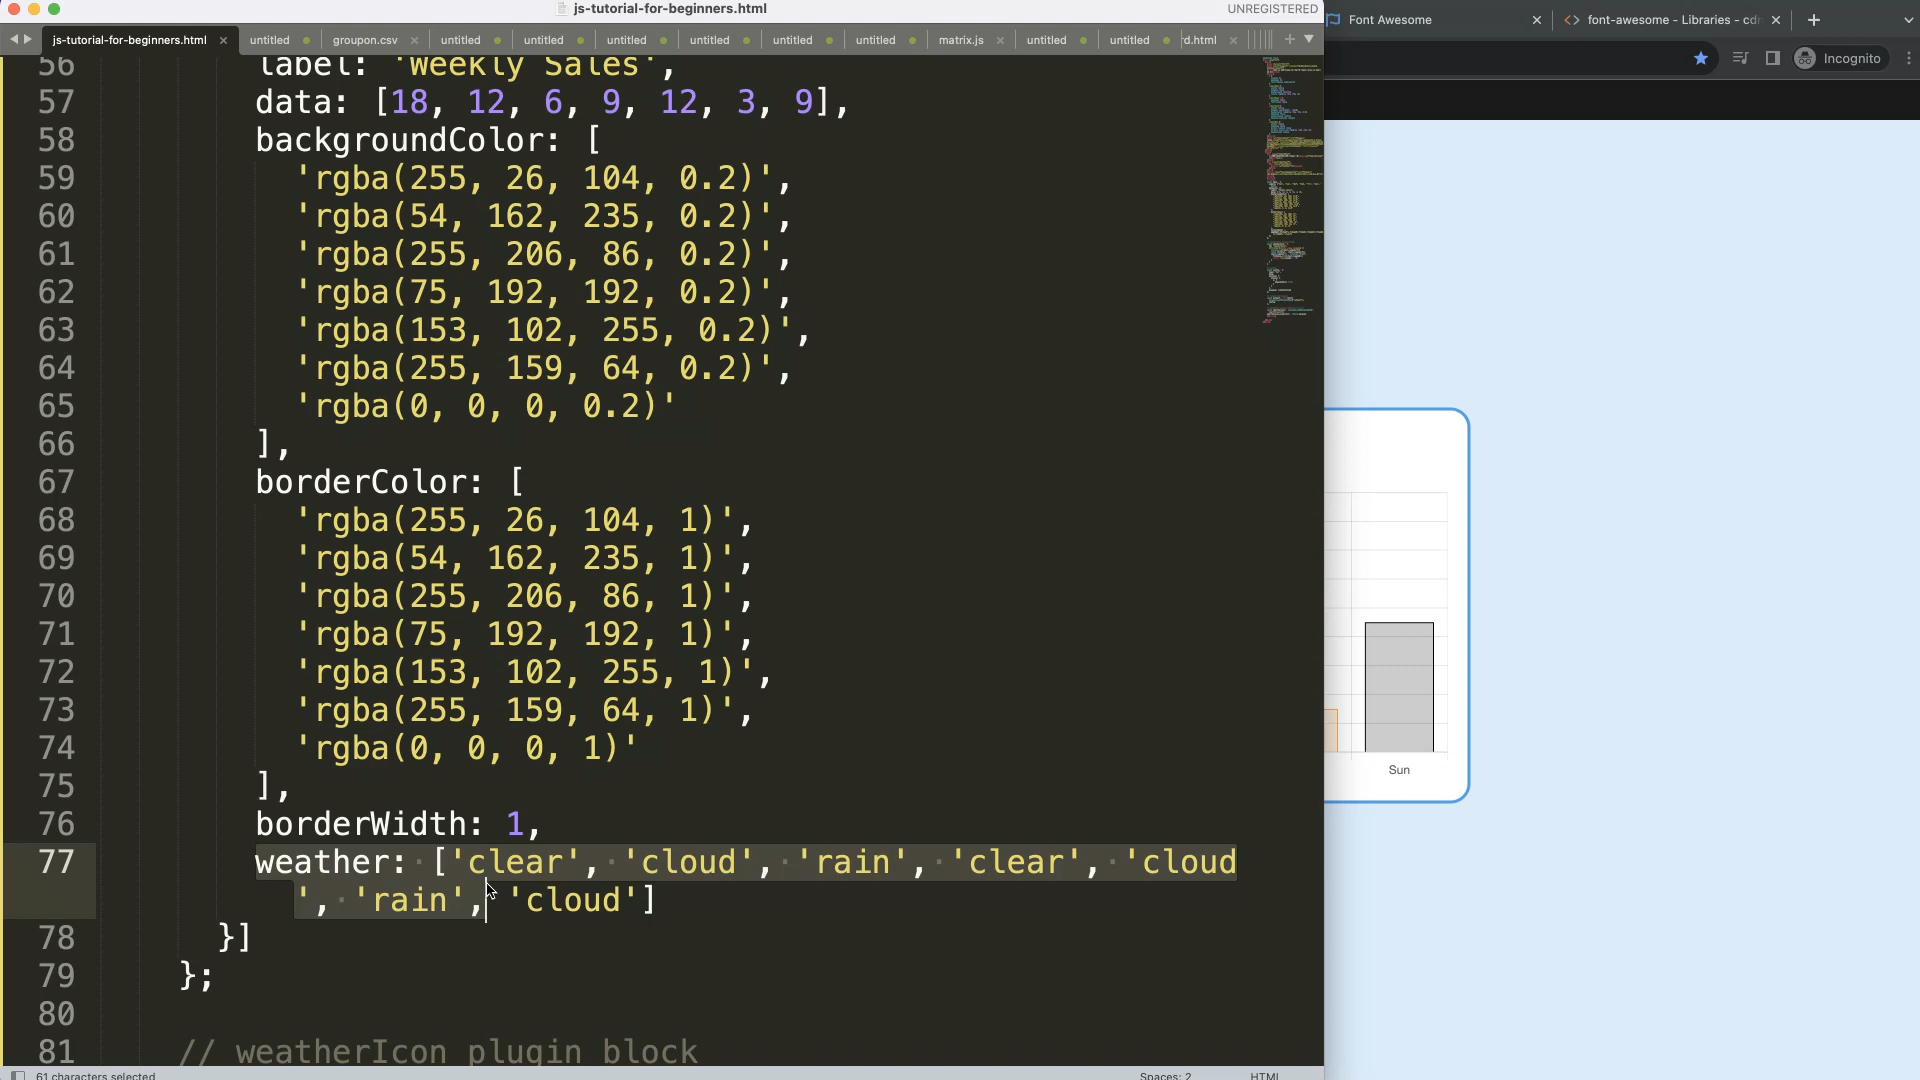 js-tutorial-for-beginners.html
UNREGISTERED
js-tutorial-for-beginners.html untitled groupon.csv untitled untitled untitled untitled untitled untitled matrix.js untitled untitled rd.html
Font Awesome
font-awesome - Libraries - cdn
Incognito
56 label: 'Weekly Sales',
57 data: [18, 12, 6, 9, 12, 3, 9],
58 backgroundColor: [
59 'rgba(255, 26, 104, 0.2)',
60 'rgba(54, 162, 235, 0.2)',
61 'rgba(255, 206, 86, 0.2)',
62 'rgba(75, 192, 192, 0.2)',
63 'rgba(153, 102, 255, 0.2)',
64 'rgba(255, 159, 64, 0.2)',
65 'rgba(0, 0, 0, 0.2)'
66 ],
67 borderColor: [
68 'rgba(255, 26, 104, 1)',
69 'rgba(54, 162, 235, 1)',
70 'rgba(255, 206, 86, 1)',
71 'rgba(75, 192, 192, 1)',
72 'rgba(153, 102, 255, 1)',
73 'rgba(255, 159, 64, 1)',
74 'rgba(0, 0, 0, 1)'
75 ],
76 borderWidth: 1,
77 weather: ['clear', 'cloud', 'rain', 'clear', 'cloud
', 'rain', 'cloud']
78 }]
79 };
80
81 // weatherIcon plugin block
Sun
61 characters selected
Spaces: 2
HTML